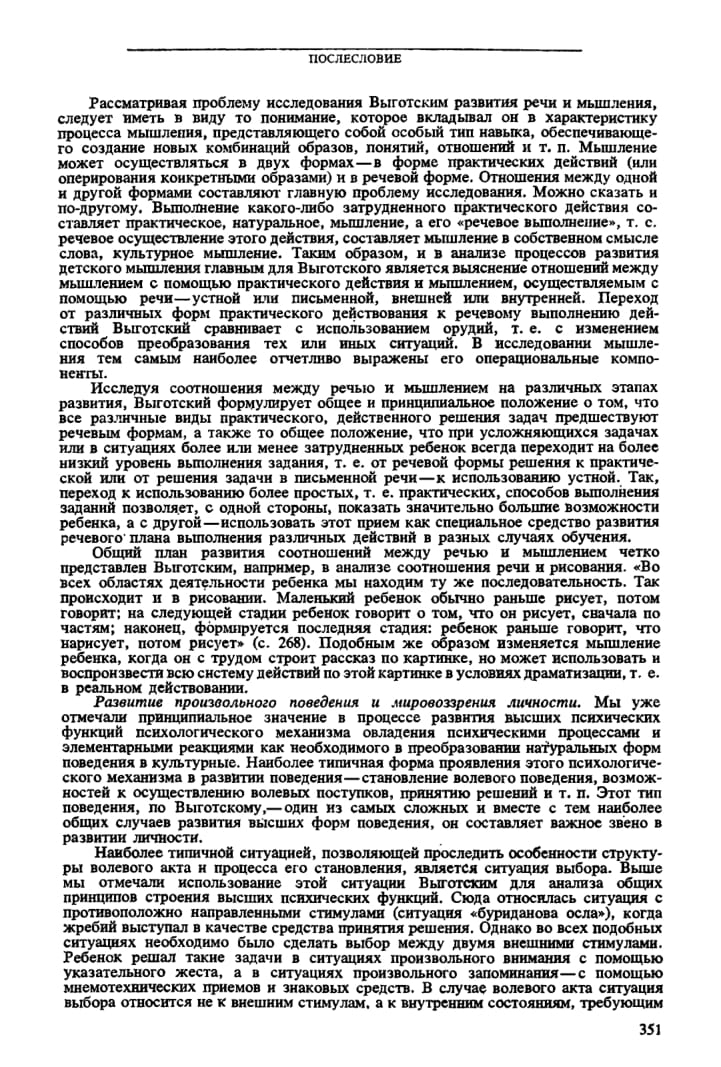 ПОСЛЕСЛОВИЕ
Рассматривая проблему исследования Выготским развития речи и мышления,
следует иметь в виду то понимание, которое вкладывал он в характеристику
процесса мышления, представляющего собой особый тип навыка, обеспечивающе-
го создание новых комбинаций образов, понятий, отношений и т. п. Мышление
может осуществляться в двух формах—в форме практических действий (или
оперирования конкретными образами) и в речевой форме. Отношения между одной
и другой формами составляют главную проблему исследования. Можно сказать и
по-другому. Выполнение какого-либо затрудненного практического действия со-
ставляет практическое, натуральное, мышление, а его «речевое выполнение», т. с.
речевое осуществление этого действия, составляет мышление в собственном смысле
слова, культурное мышление. Таким образом, и в анализе процессов развития
детского мышления главным для Выготского является выяснение отношений между
мышлением с помощью практического действия и мышлением, осуществляемым с
помощью речи—устной или письменной, внешней или внутренней. Переход
от различных форм практического действования к речевому выполнению дей-
ствий Выготский сравнивает с использованием орудий, т. е. с изменением
способов преобразования тех или иных ситуаций. В исследовании мышле-
ния тем самым наиболее отчетливо выражены его операциональные компо-
ненты.
Исследуя соотношения между речью и мышлением на различных этапах
развития, Выготский формулирует общее и принципиальное положение о том, что
все различные виды практического, действенного решения задач предшествуют
речевым формам, а также то общее положение, что при усложняющихся задачах
или в ситуациях более или менее затрудненных ребенок всегда переходит на более
низкий уровень выполнения задания, т. е. от речевой формы решения к практиче-
ской или от решения задачи в письменной речи—к использованию устной. Так,
переход к использованию более простых, т. е. практических, способов выполнения
заданий позволяет, с одной стороны, показать значительно большие возможности
ребенка, а с другой—использовать этот прием как специальное средство развития
речевого плана выполнения различных действий в разных случаях обучения.
Общий план развития соотношений между речью и мышлением четко
представлен Выготским, например, в анализе соотношения речи и рисования. «Во
всех областях деятельности ребенка мы находим ту же последовательность. Так
происходит и в рисовании. Маленький ребенок обычно раньше рисует, потом
говорит; на следующей стадии ребенок говорит о том, что он рисует, сначала по
частям; наконец, формируется последняя стадия: ребенок раньше говорит, что
нарисует, потом рисует» (с. 268). Подобным же образом изменяется мышление
ребенка, когда он с трудом строит рассказ по картинке, но может использовать и
воспроизвести всю систему действий по этой картинке в условиях драматизации, т. е.
в реальном действовании.
Развитие произвольного поведения и мировоззрения личности. Мы уже
отмечали принципиальное значение в процессе развития высших психических
функций психологического механизма овладения психическими процессами и
элементарными реакциями как необходимого в преобразовании натуральных форм
поведения в культурные. Наиболее типичная форма проявления этого психологиче-
ского механизма в развитии поведения—становление волевого поведения, возмож-
ностей к осуществлению волевых поступков, принятию решений и т. п. Этот тип
поведения, по Выготскому,—один из самых сложных и вместе с тем наиболее
общих случаев развития высших форм поведения, он составляет важное звено в
развитии личности.
Наиболее типичной ситуацией, позволяющей проследить особенности структу-
ры волевого акта и процесса его становления, является ситуация выбора. Выше
мы отмечали использование этой ситуации Выготским для анализа общих
принципов строения высших психических функций. Сюда относилась ситуация с
противоположно направленными стимулами (ситуация «буриданова осла»), когда
жребий выступал в качестве средства принятия решения. Однако во всех подобных
ситуациях необходимо было сделать выбор между двумя внешними стимулами.
Ребенок решал такие задачи в ситуациях произвольного внимания с помощью
указательного жеста, а в ситуациях произвольного запоминания—с помощью
мнемотехнических приемов и знаковых средств. В случае волевого акта ситуация
выбора относится не к внешним стимулам, а к внутренним состояниям, требующим
351